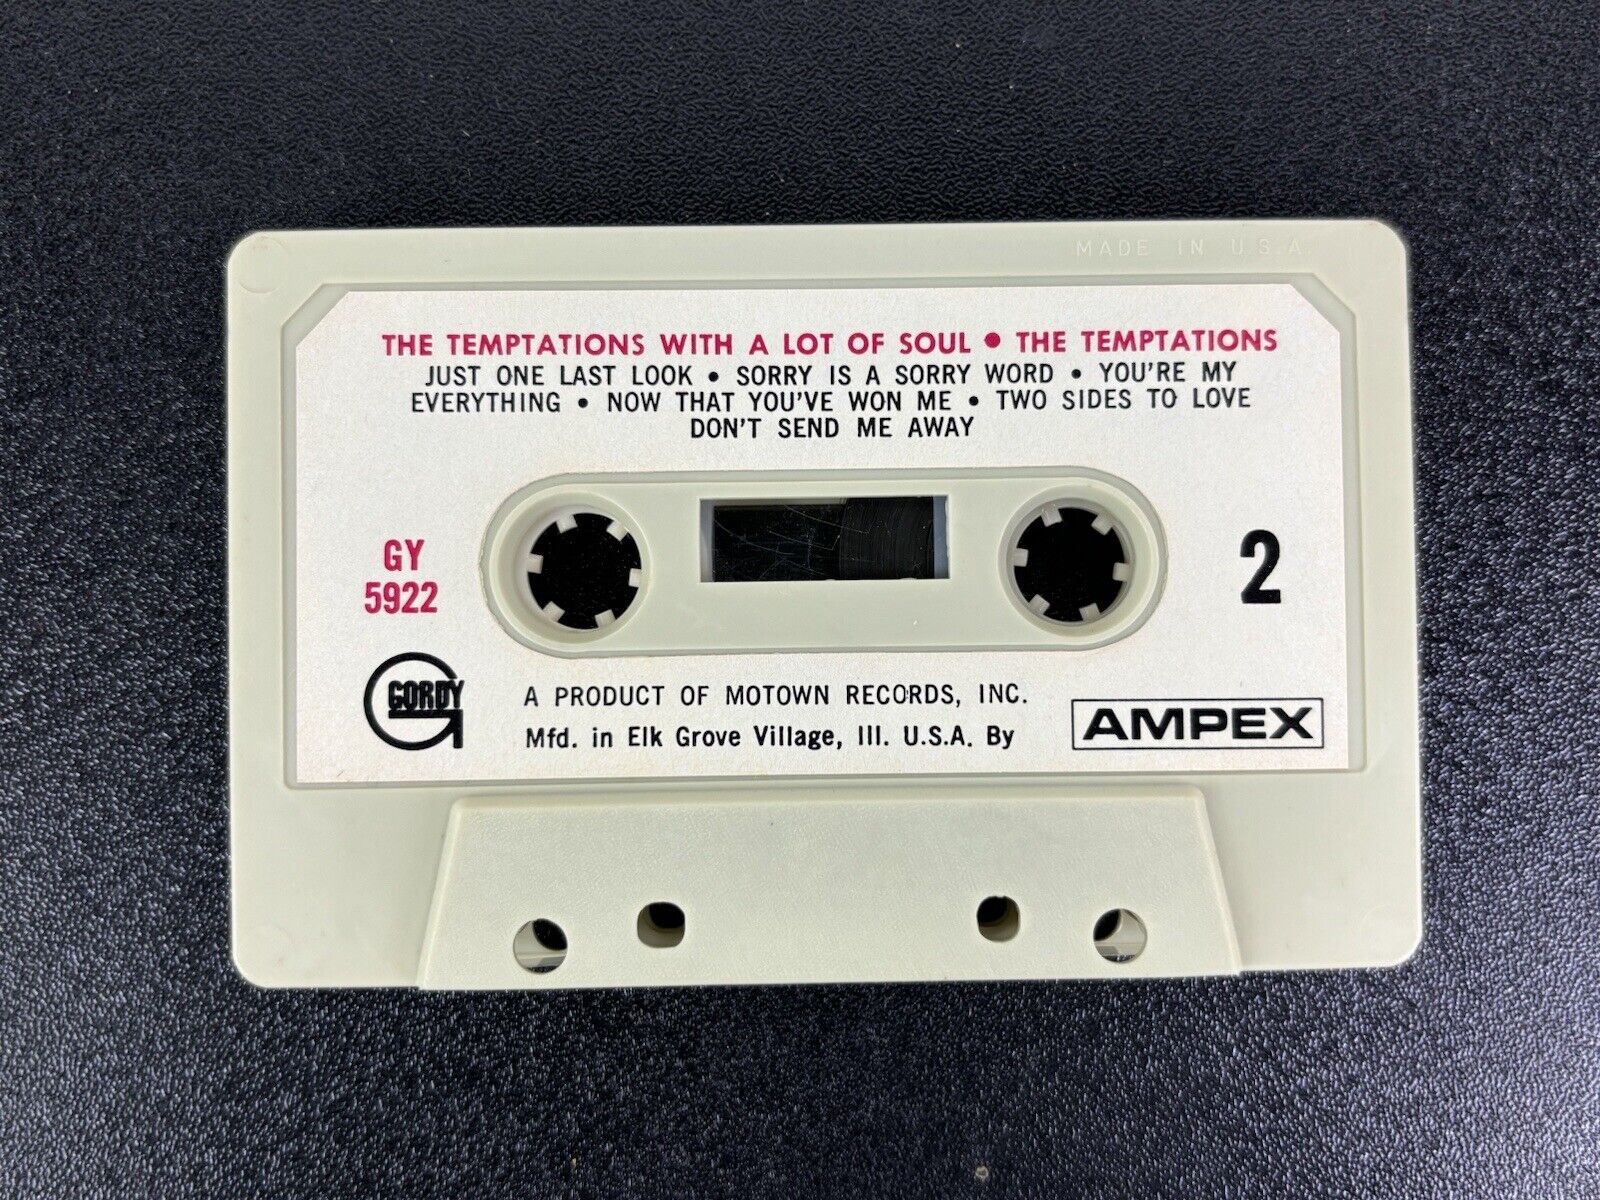 MADE IN U.S.A.
THE TEMPTATIONS WITH A LOT OF SOUL • THE TEMPTATIONS
JUST ONE LAST LOOK • SORRY IS A SORRY WORD • YOU'RE MY
EVERYTHING • NOW THAT YOU'VE WON ME • TWO SIDES TO LOVE
DON'T SEND ME AWAY
GY
5922
2
GORDY
A PRODUCT OF MOTOWN RECORDS, INC.
Mfd. in Elk Grove Village, Ill. U.S.A. By
AMPEX